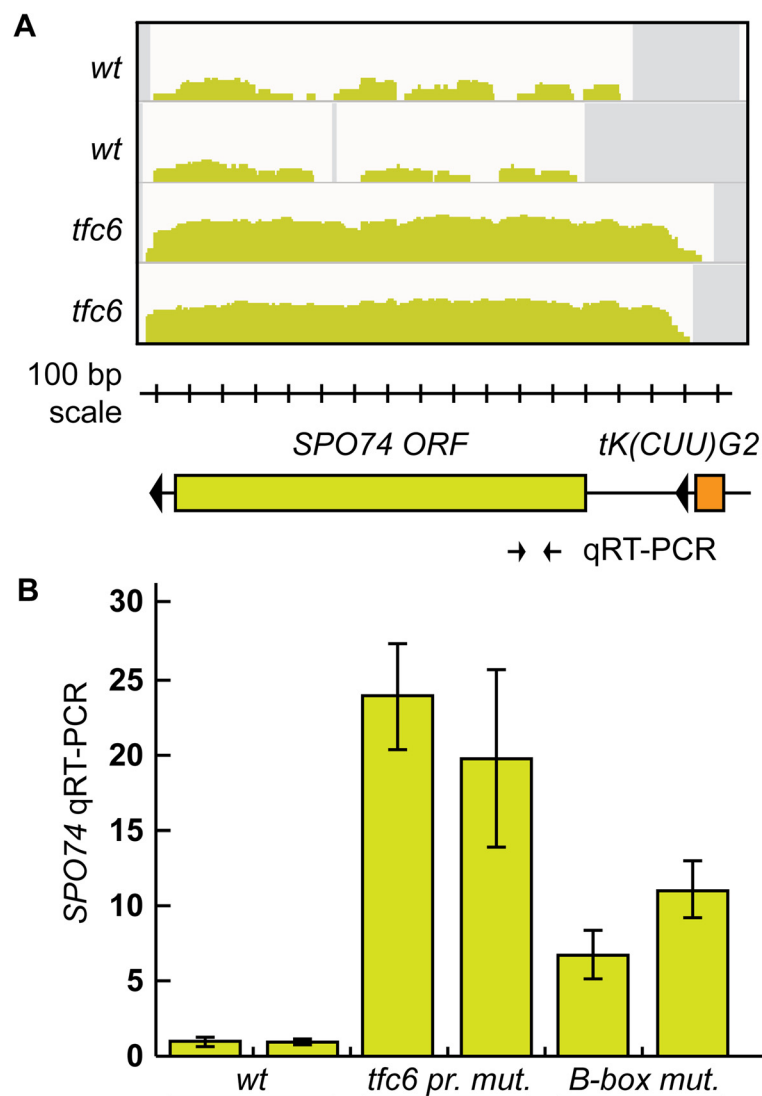 A
wt
wt
tfc6
tfc6
100 bp
scale
SPO74 ORF
tK(CUU)G2
qRT-PCR
B
SPO74 qRT-PCR
30
25
20
15
10
5
0
wt
tfc6 pr. mut.
B-box mut.